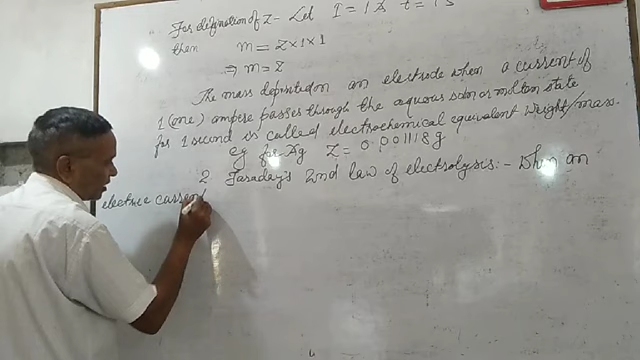 For defination of Z - Let I = 1A t = 1s
then m = Z×1×1
⇒ m = Z
The mass deposited on an electrode when a current of
1 (one) ampere passes through the aqueous soln or molten state
for 1 second is called electrochemical equivalent weight/mass.
eg for Ag Z = 0.001118 g
2 Faraday's 2nd law of electrolysis:- When an
electric current